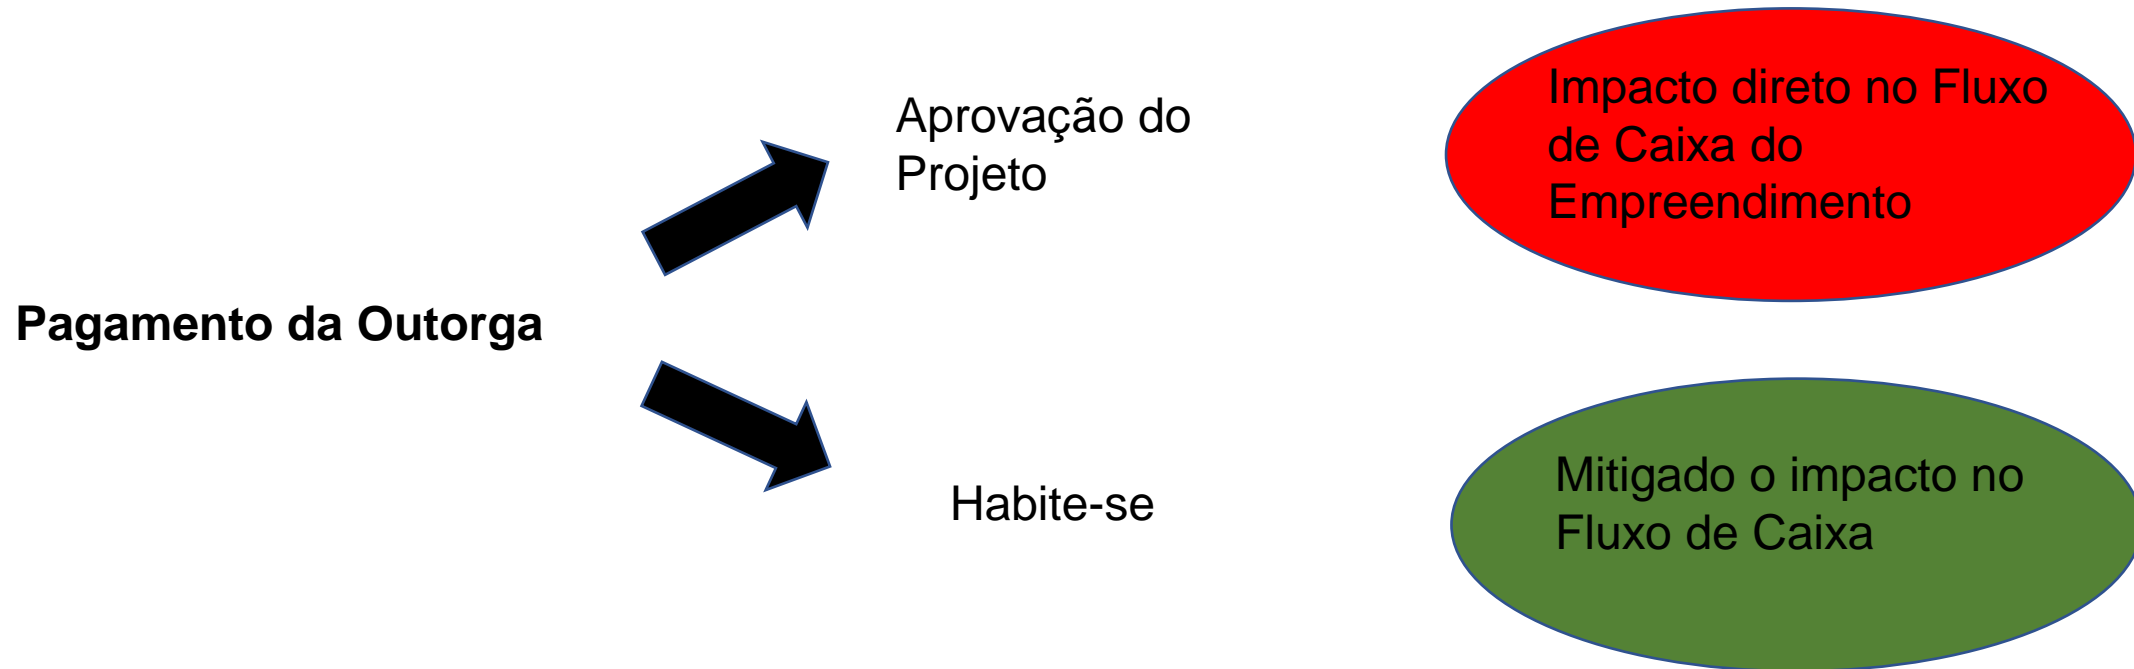 Pagamento da Outorga
Aprovação do
Projeto
Impacto direto no Fluxo
de Caixa do
Empreendimento
Habite-se
Mitigado o impacto no
Fluxo de Caixa